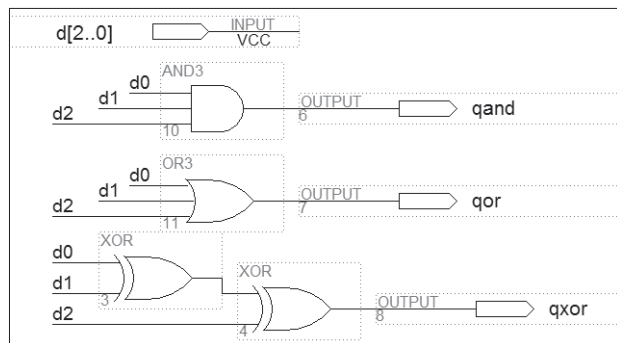 d[2..0] INPUT
VCC
AND3
d0
d1
d2
10
OUTPUT
6
qand
OR3
d0
d1
d2
11
OUTPUT
7
qor
XOR
d0
d1
3
XOR
d2
4
OUTPUT
8
qxor